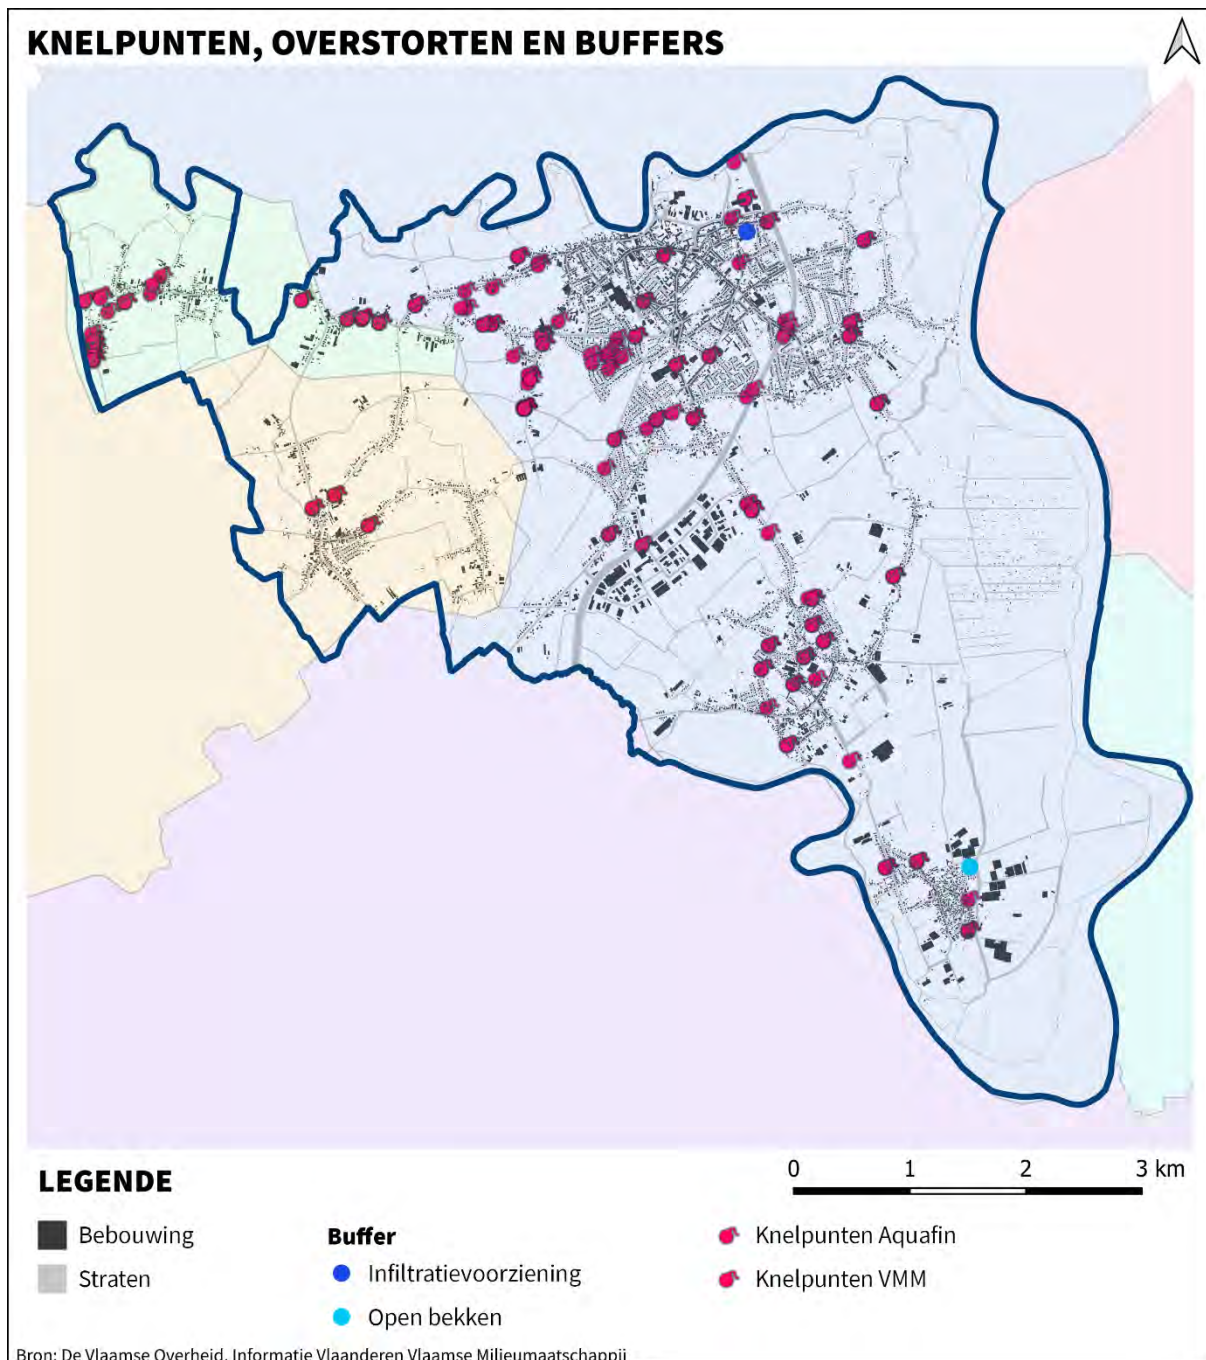 KNELPUNTEN, OVERSTORTEN EN BUFFERS
0 1 2 3 km
LEGENDE
Bebouwing
Straten
Buffer
Infiltratievoorziening
Open bekken
Knelpunten Aquafin
Knelpunten VMM
Bron: De Vlaamse Overheid, Informatie Vlaanderen Vlaamse Milieumaatschappij